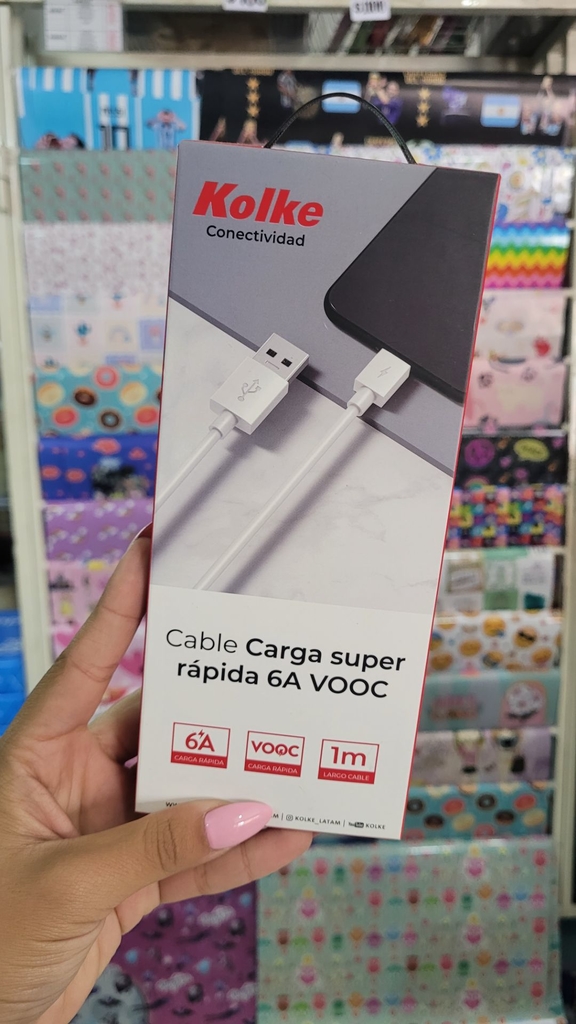 Kolke
Conectividad
Cable Carga super
rápida 6A VOOC
6A
CARGA RÁPIDA
VOOC
CARGA RÁPIDA
1m
LARGO CABLE
KOLKE_LATAM | YouTube KOLKE